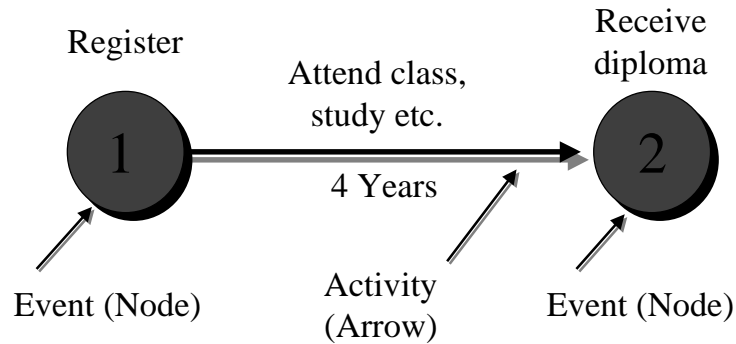 Register
Receive
diploma
Attend class,
study etc.
1
2
4 Years
Event (Node)
Activity
(Arrow)
Event (Node)